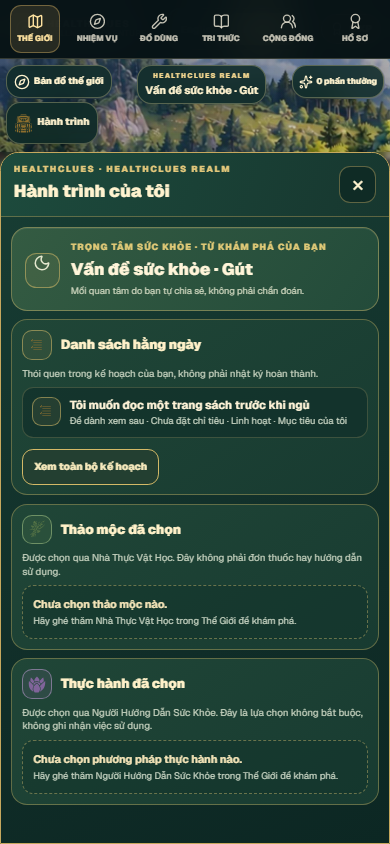 THẾ GIỚI
NHIỆM VỤ
ĐỒ DÙNG
TRI THỨC
CỘNG ĐỒNG
HỒ SƠ
Bản đồ thế giới
HEALTHCLUES REALM
Vấn đề sức khỏe · Gút
0 phần thưởng
Hành trình
HEALTHCLUES · HEALTHCLUES REALM
Hành trình của tôi
TRỌNG TÂM SỨC KHỎE · TỪ KHÁM PHÁ CỦA BẠN
Vấn đề sức khỏe · Gút
Mối quan tâm do bạn tự chia sẻ, không phải chẩn đoán.
Danh sách hằng ngày
Thói quen trong kế hoạch của bạn, không phải nhật ký hoàn thành.
Tôi muốn đọc một trang sách trước khi ngủ
Để dành xem sau · Chưa đặt chi tiêu · Linh hoạt · Mục tiêu của tôi
Xem toàn bộ kế hoạch
Thảo mộc đã chọn
Được chọn qua Nhà Thực Vật Học. Đây không phải đơn thuốc hay hướng dẫn
sử dụng.
Chưa chọn thảo mộc nào.
Hãy ghé thăm Nhà Thực Vật Học trong Thế Giới để khám phá.
Thực hành đã chọn
Được chọn qua Người Hướng Dẫn Sức Khỏe. Đây là lựa chọn không bắt buộc,
không ghi nhận việc sử dụng.
Chưa chọn phương pháp thực hành nào.
Hãy ghé thăm Người Hướng Dẫn Sức Khỏe trong Thế Giới để khám phá.